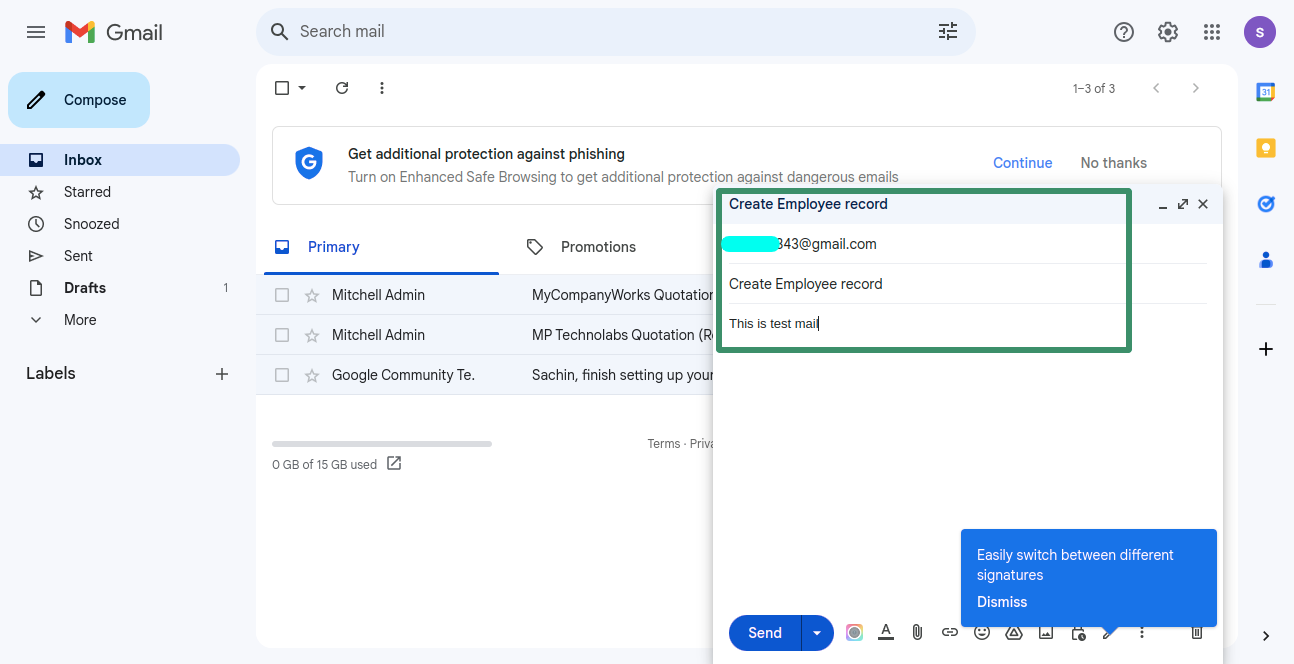 Gmail
Search mail
S
Compose
Inbox
Starred
Snoozed
Sent
Drafts 1
More
Labels
1–3 of 3
Get additional protection against phishing
Turn on Enhanced Safe Browsing to get additional protection against dangerous emails
Continue
No thanks
Primary
Promotions
Mitchell Admin MyCompanyWorks Quotation
Mitchell Admin MP Technolabs Quotation (R
Google Community Te. Sachin, finish setting up your
0 GB of 15 GB used
Terms · Priva
Create Employee record
343@gmail.com
Create Employee record
This is test mail
Easily switch between different
signatures
Dismiss
Send
A
31